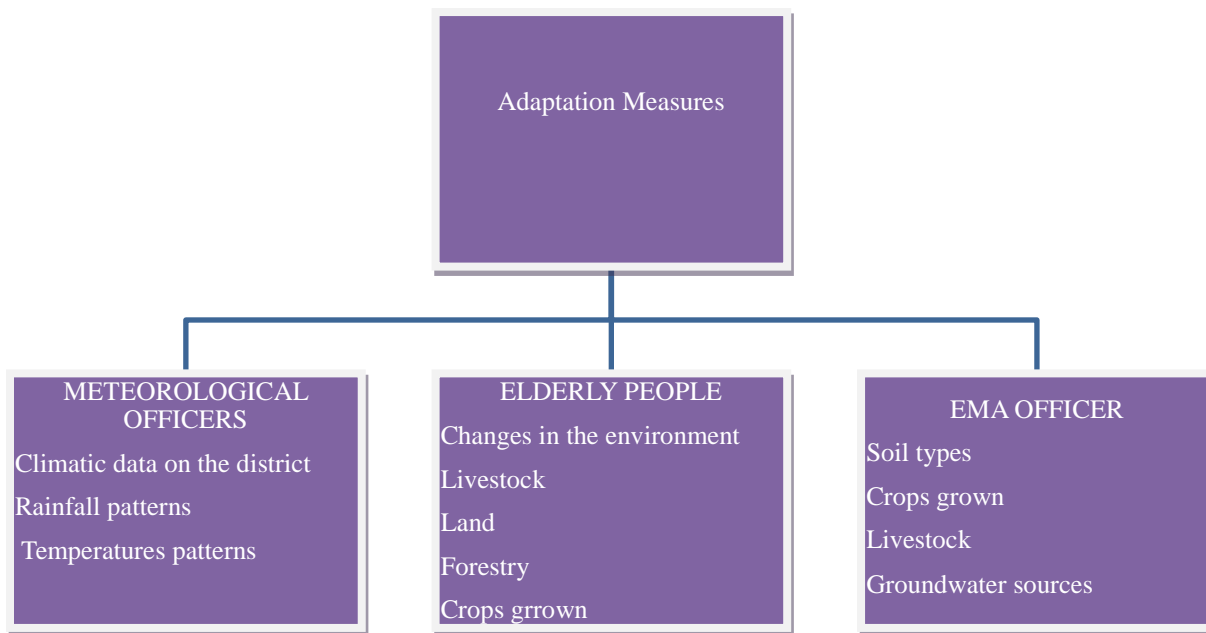 Adaptation Measures
METEOROLOGICAL
OFFICERS
Climatic data on the district
Rainfall patterns
Temperatures patterns
ELDERLY PEOPLE
Changes in the environment
Livestock
Land
Forestry
Crops grrown
EMA OFFICER
Soil types
Crops grown
Livestock
Groundwater sources